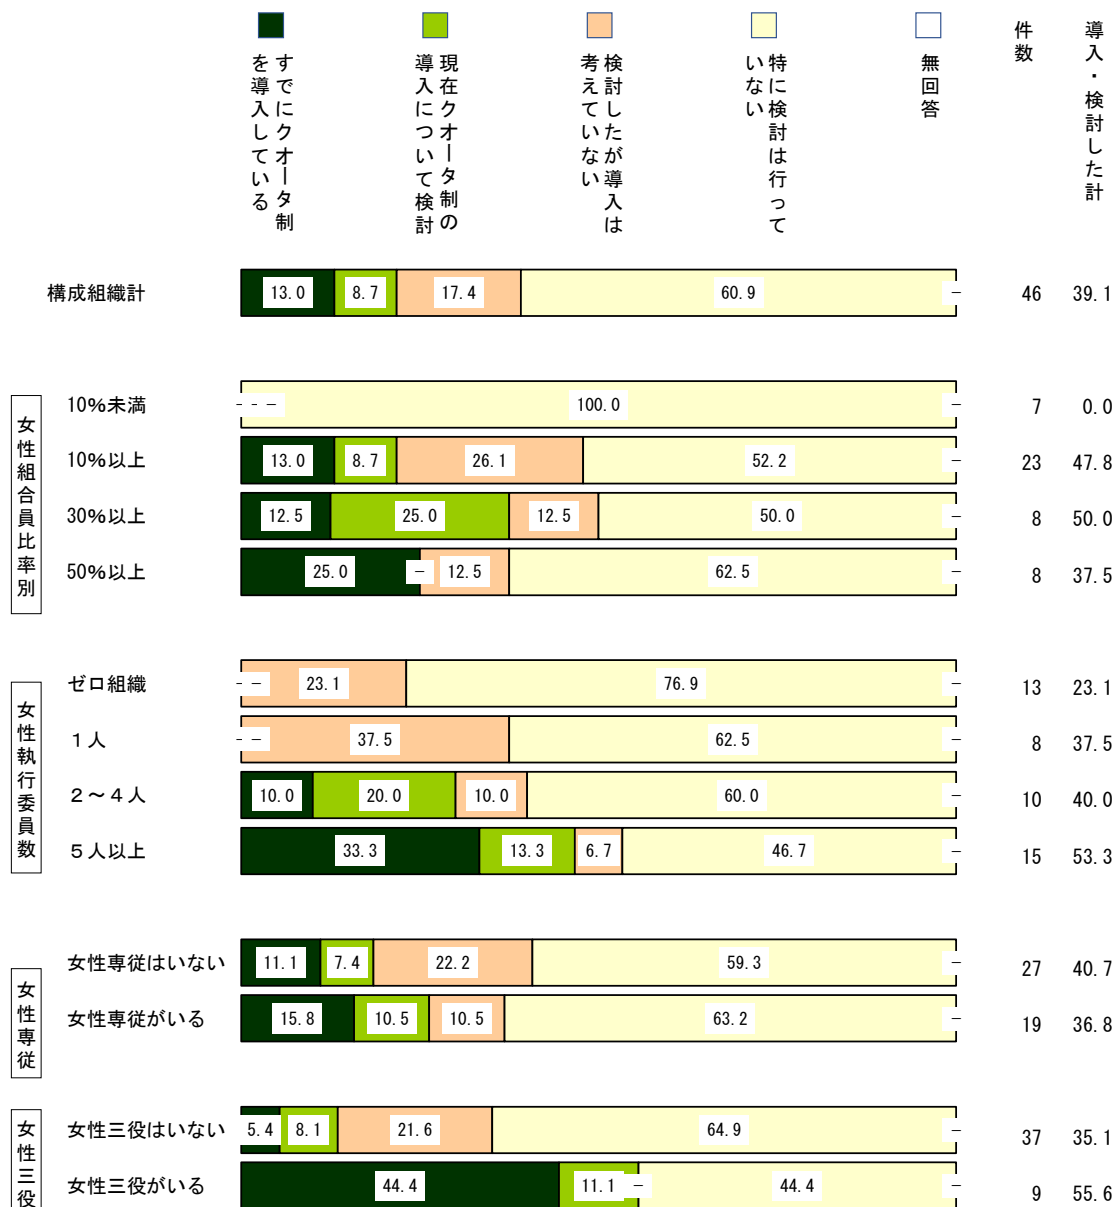 すでにクオータ制
を導入している
現在クオータ制の
導入について検討
検討したが導入は
考えていない
特に検討は行って
いない
無回答
件数
導入・検討した計
構成組織計 13.0 8.7 17.4 60.9 - 46 39.1
女性組合員比率別
10%未満 - - - 100.0 - 7 0.0
10%以上 13.0 8.7 26.1 52.2 - 23 47.8
30%以上 12.5 25.0 12.5 50.0 - 8 50.0
50%以上 25.0 - 12.5 62.5 - 8 37.5
女性執行委員数
ゼロ組織 - - 23.1 76.9 - 13 23.1
1人 - - 37.5 62.5 - 8 37.5
2～4人 10.0 20.0 10.0 60.0 - 10 40.0
5人以上 33.3 13.3 6.7 46.7 - 15 53.3
女性専従
女性専従はいない 11.1 7.4 22.2 59.3 - 27 40.7
女性専従がいる 15.8 10.5 10.5 63.2 - 19 36.8
女性三役
女性三役はいない 5.4 8.1 21.6 64.9 - 37 35.1
女性三役がいる 44.4 11.1 - 44.4 - 9 55.6